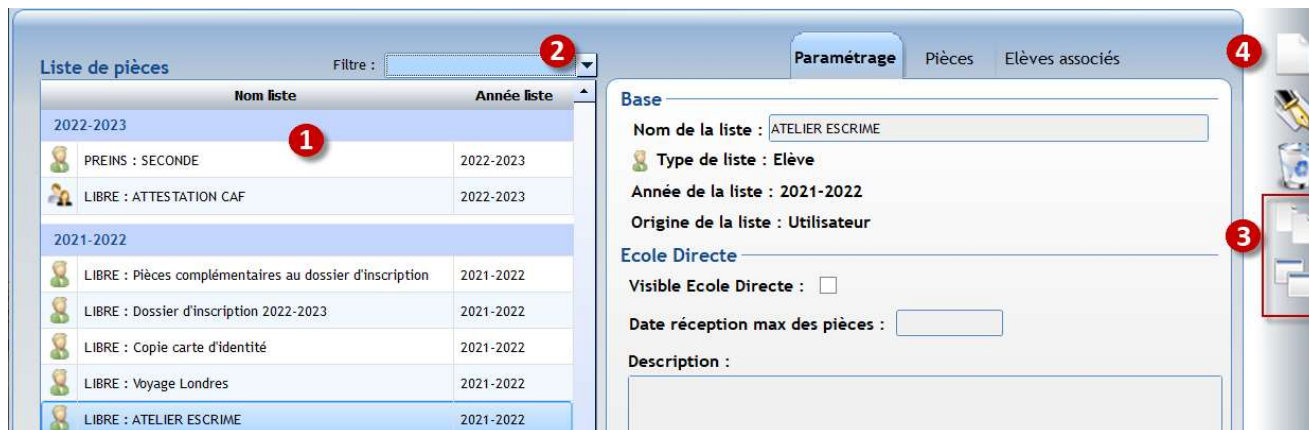 Liste de pièces
Filtre :
2
Nom liste
Année liste
2022-2023
1
PREINS : SECONDE
2022-2023
LIBRE : ATTESTATION CAF
2022-2023
2021-2022
LIBRE : Pièces complémentaires au dossier d'inscription
2021-2022
LIBRE : Dossier d'inscription 2022-2023
2021-2022
LIBRE : Copie carte d'identité
2021-2022
LIBRE : Voyage Londres
2021-2022
LIBRE : ATELIER ESCRIME
2021-2022
Paramétrage
Pièces
Elèves associés
4
Base
Nom de la liste : ATELIER ESCRIME
Type de liste : Elève
Année de la liste : 2021-2022
Origine de la liste : Utilisateur
3
Ecole Directe
Visible Ecole Directe :
Date réception max des pièces :
Description :